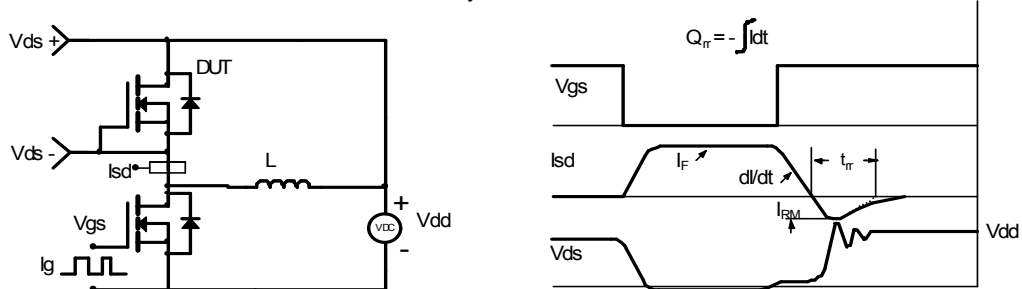 Vds +
DUT
Vds -
Isd
L
Vgs
Ig
VDC
+
-
Vdd
Qrr = - ∫Idt
Vgs
Isd
IF
dI/dt
trr
IRM
Vds
Vdd